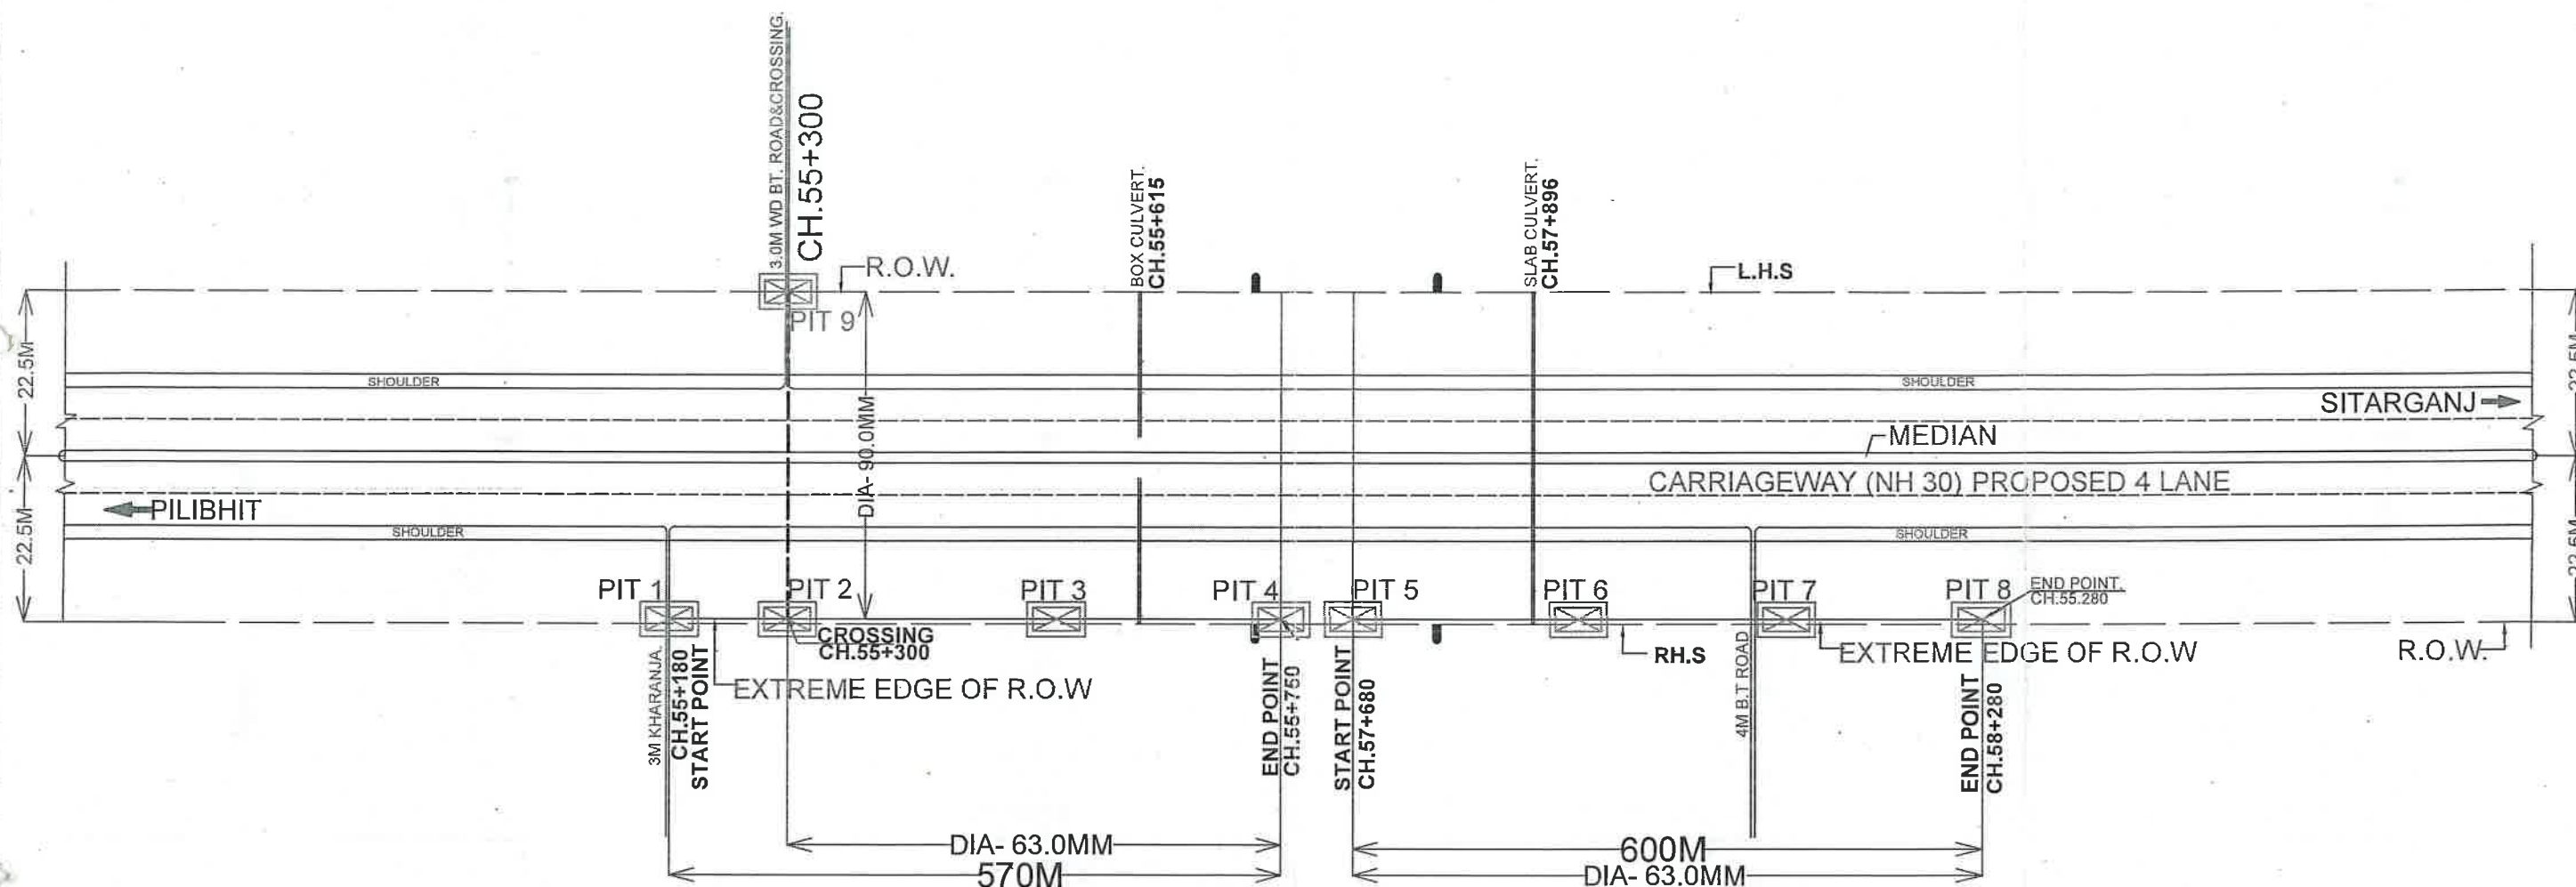 3.0M WD BT. ROAD&CROSSING.
CH.55+300
BOX CULVERT.
CH.55+615
SLAB CULVERT.
CH.57+896
R.O.W.
L.H.S
PIT 9
22.5M
22.5M
SHOULDER
SHOULDER
SITARGANJ
MEDIAN
DIA- 90.0MM
CARRIAGEWAY (NH 30) PROPOSED 4 LANE
PILIBHIT
22.5M
22.5M
SHOULDER
SHOULDER
PIT 1
PIT 2
PIT 3
PIT 4
PIT 5
PIT 6
PIT 7
PIT 8
END POINT.
CH.55.280
CROSSING
CH.55+300
RH.S
EXTREME EDGE OF R.O.W
R.O.W.
EXTREME EDGE OF R.O.W
3M KHARANJA.
CH.55+180
START POINT
END POINT
CH.55+750
START POINT
CH.57+680
4M B.T ROAD
END POINT
CH.58+280
DIA- 63.0MM
570M
600M
DIA- 63.0MM